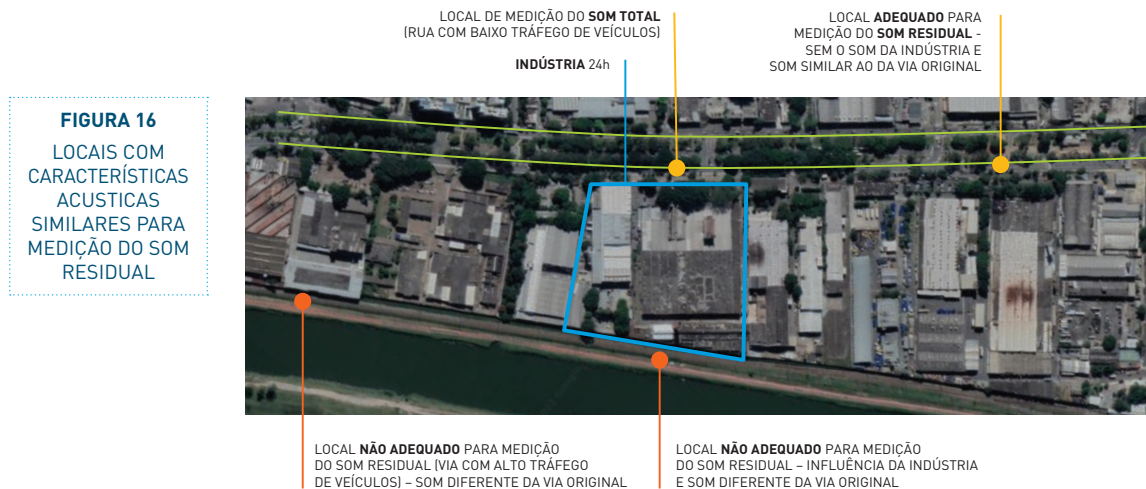 LOCAL DE MEDIÇÃO DO SOM TOTAL
(RUA COM BAIXO TRÁFEGO DE VEÍCULOS)
INDÚSTRIA 24h
LOCAL ADEQUADO PARA
MEDIÇÃO DO SOM RESIDUAL -
SEM O SOM DA INDÚSTRIA E
SOM SIMILAR AO DA VIA ORIGINAL
FIGURA 16
LOCAIS COM
CARACTERÍSTICAS
ACUSTICAS
SIMILARES PARA
MEDIÇÃO DO SOM
RESIDUAL
LOCAL NÃO ADEQUADO PARA MEDIÇÃO
DO SOM RESIDUAL (VIA COM ALTO TRÁFEGO
DE VEÍCULOS) – SOM DIFERENTE DA VIA ORIGINAL
LOCAL NÃO ADEQUADO PARA MEDIÇÃO
DO SOM RESIDUAL – INFLUÊNCIA DA INDÚSTRIA
E SOM DIFERENTE DA VIA ORIGINAL